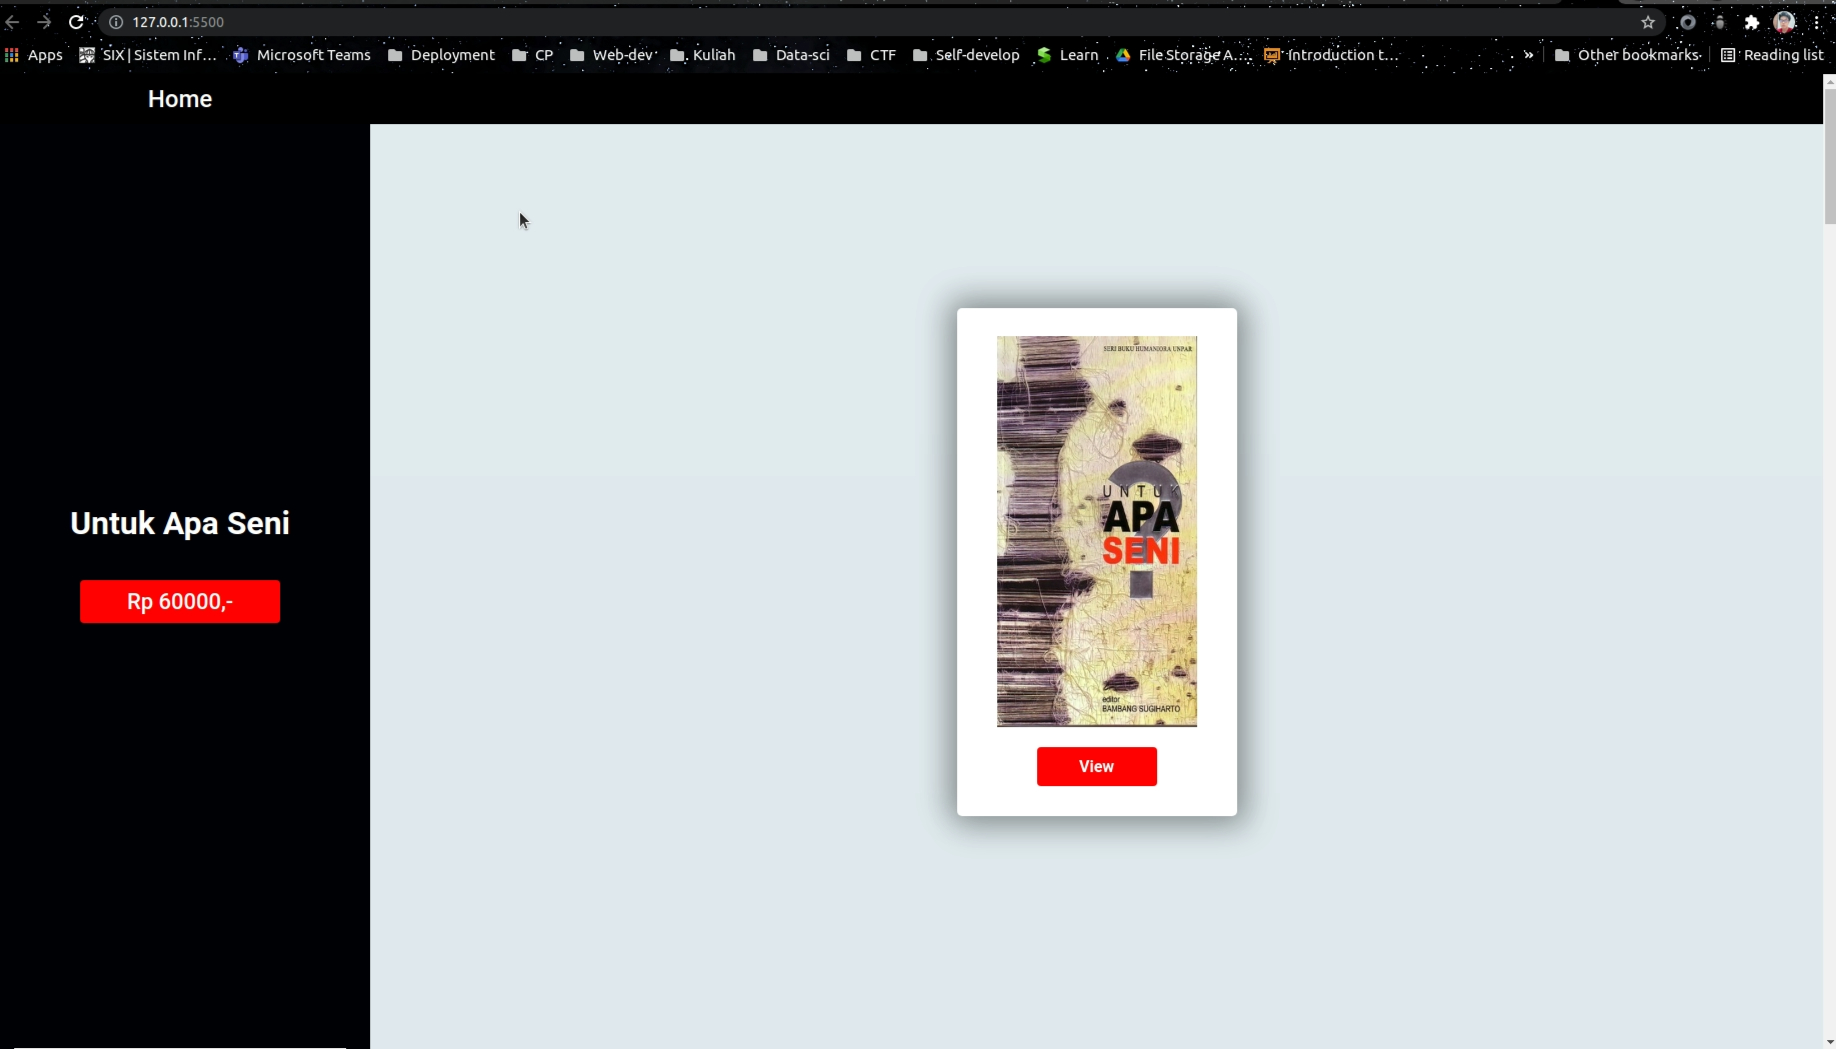 127.0.0.1:5500
Apps SIX | Sistem Inf... Microsoft Teams Deployment CP Web-dev Kuliah Data-sci CTF Self-develop Learn File Storage A... Introduction t... » Other bookmarks Reading list
Home
Untuk Apa Seni
Rp 60000,-
SERI BUKU HUMANIORA UNPAR
?
UNTUK
APA
SENI
editor
BAMBANG SUGIHARTO
View